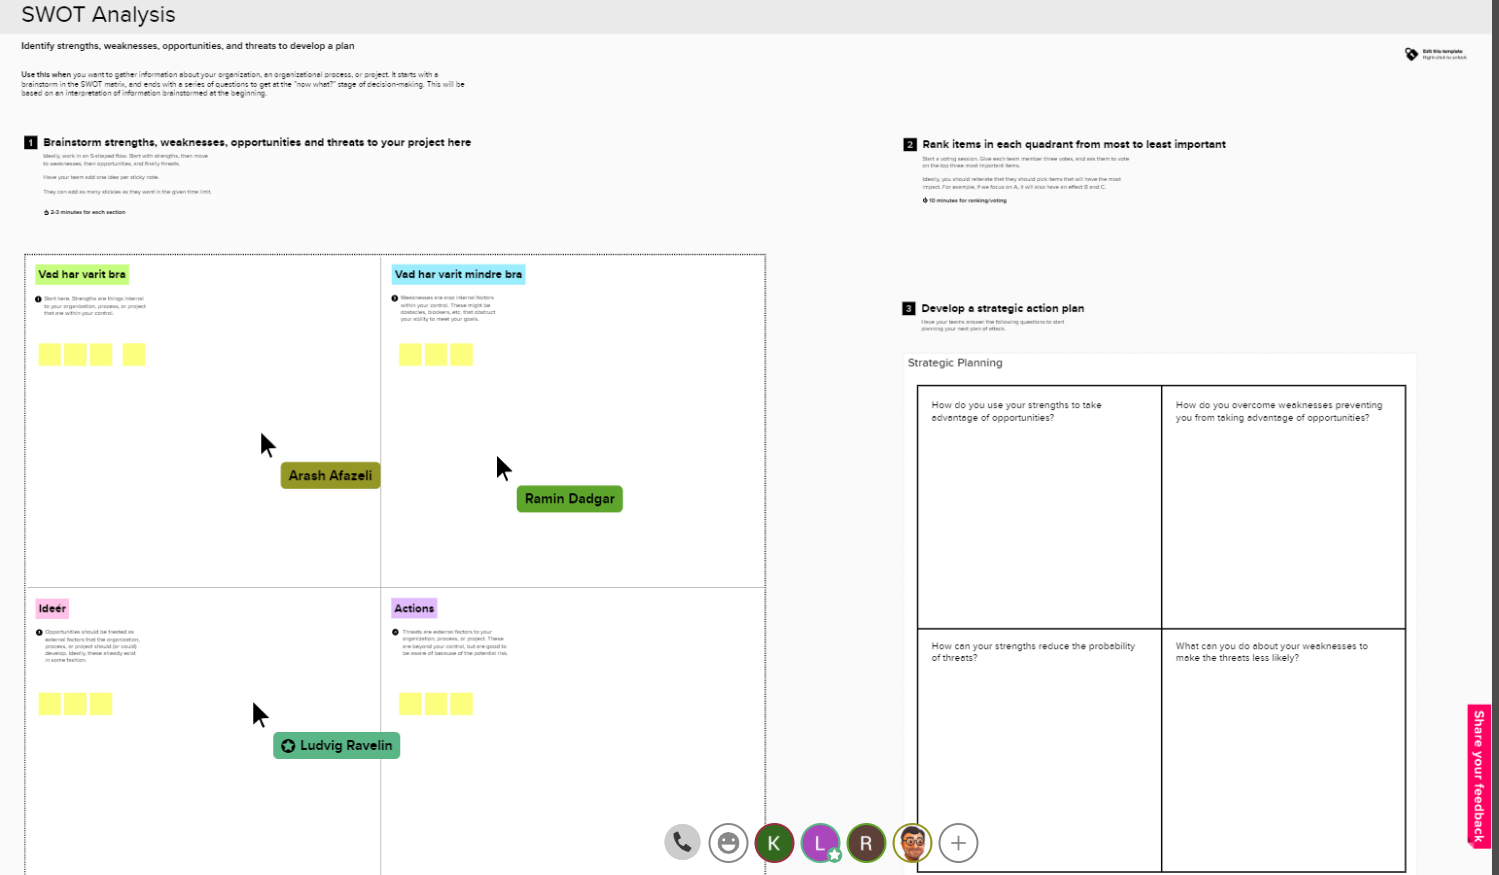 SWOT Analysis
Identify strengths, weaknesses, opportunities, and threats to develop a plan
Use this when you want to gather information about your organization, an organizational process, or project. It starts with a
brainstorm in the SWOT matrix, and ends with a series of questions to get at the "now what?" stage of decision-making. This will be
based on an interpretation of information brainstormed at the beginning.
Edit this template
Right-click to unlock
1 Brainstorm strengths, weaknesses, opportunities and threats to your project here
Ideally, work in an S-shaped flow. Start with strengths, then move
to weaknesses, then opportunities, and finally threats.
Have your team add one idea per sticky note.
They can add as many stickies as they want in the given time limit.
2-3 minutes for each section
2 Rank items in each quadrant from most to least important
Start a voting session. Give each team member three votes, and ask them to vote
on the top three most important items.
Ideally, you should reiterate that they should pick items that will have the most
impact. For example, if we focus on A, it will also have an effect B and C.
10 minutes for ranking/voting
Vad har varit bra
Start here. Strengths are things internal
to your organization, process, or project
that are within your control.
Vad har varit mindre bra
Weaknesses are also internal factors
within your control. These might be
obstacles, blockers, etc. that obstruct
your ability to meet your goals.
Arash Afazeli
Ramin Dadgar
Ideér
Opportunities should be treated as
external factors that the organization,
process, or project should (or could)
develop. Ideally, these already exist
in some fashion.
Actions
Threats are external factors to your
organization, process, or project. These
are beyond your control, but are good to
be aware of because of the potential risk.
Ludvig Ravelin
3 Develop a strategic action plan
Have your teams answer the following questions to start
planning your next plan of attack.
Strategic Planning
How do you use your strengths to take
advantage of opportunities?
How do you overcome weaknesses preventing
you from taking advantage of opportunities?
How can your strengths reduce the probability
of threats?
What can you do about your weaknesses to
make the threats less likely?
Share your feedback
K
L
R